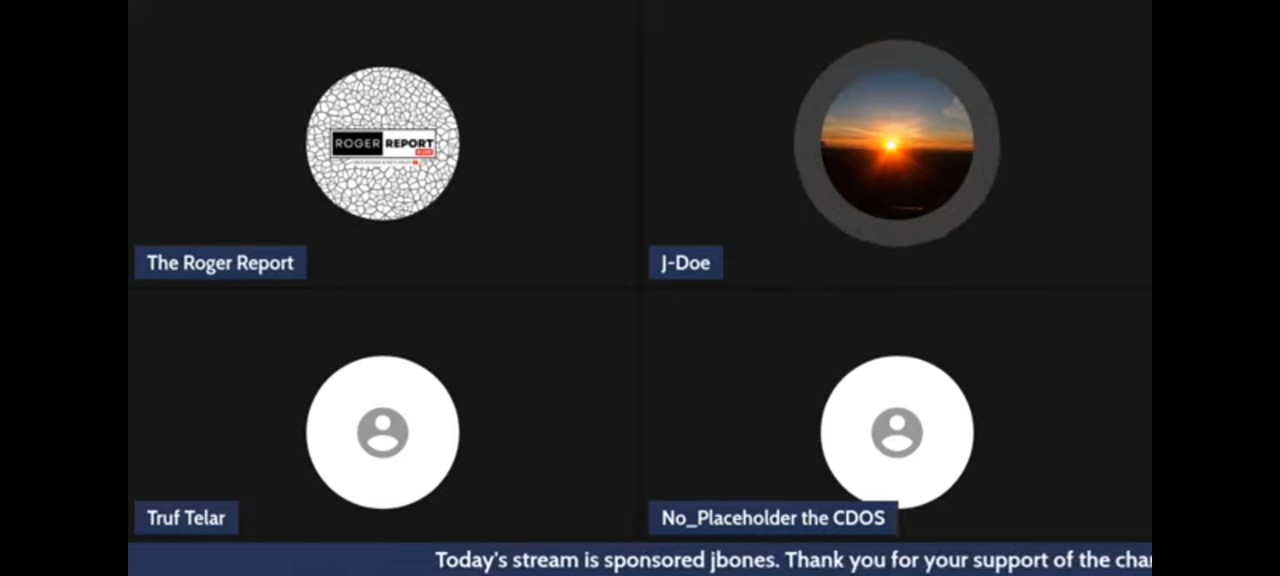 ROGER REPORT
The Roger Report
J-Doe
Truf Telar
No_Placeholder the CDOS
Today's stream is sponsored jbones. Thank you for your support of the cha